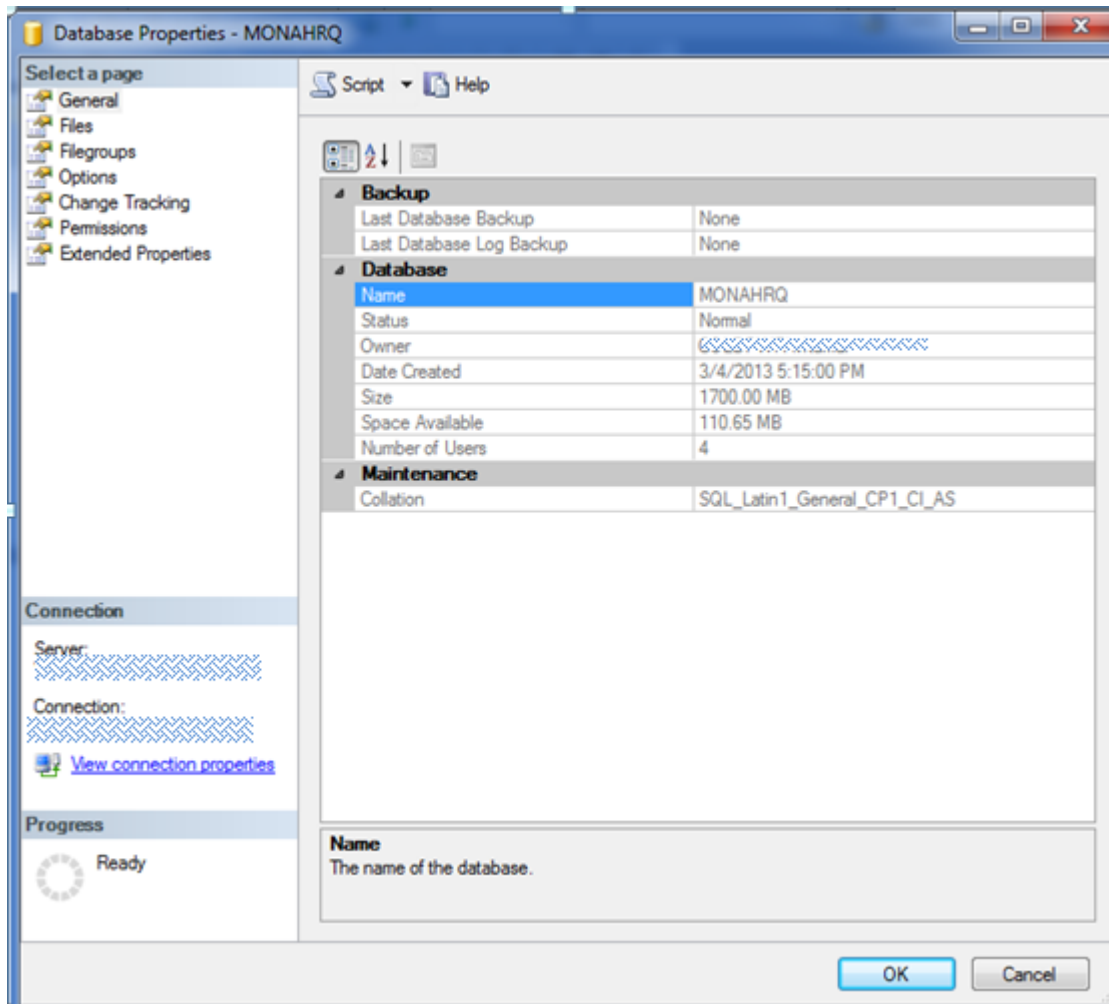 Database Properties - MONAHRQ
Select a page
General
Files
Filegroups
Options
Change Tracking
Permissions
Extended Properties
Script Help
Backup
Last Database Backup None
Last Database Log Backup None
Database
Name MONAHRQ
Status Normal
Owner
Date Created 3/4/2013 5:15:00 PM
Size 1700.00 MB
Space Available 110.65 MB
Number of Users 4
Maintenance
Collation SQL_Latin1_General_CP1_CI_AS
Connection
Server:
Connection:
View connection properties
Progress
Ready
Name
The name of the database.
OK Cancel